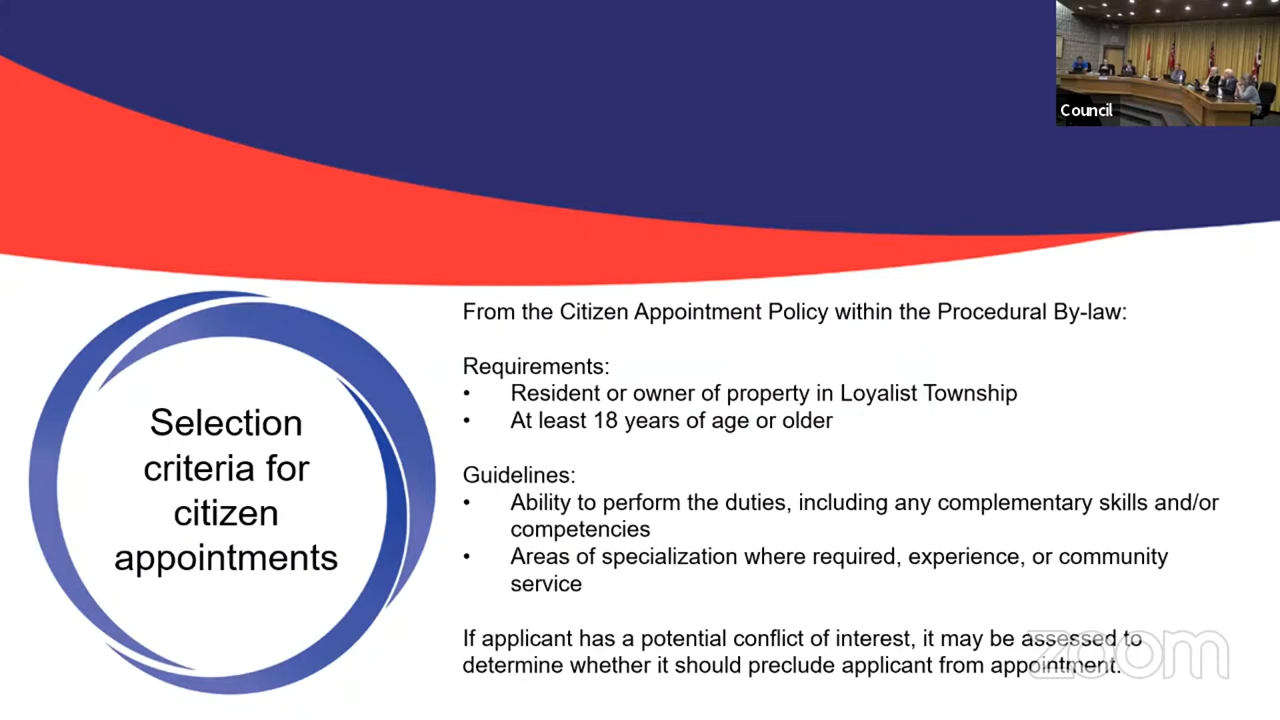 Council
Selection
criteria for
citizen
appointments
From the Citizen Appointment Policy within the Procedural By-law:
Requirements:
• Resident or owner of property in Loyalist Township
• At least 18 years of age or older
Guidelines:
• Ability to perform the duties, including any complementary skills and/or
competencies
• Areas of specialization where required, experience, or community
service
If applicant has a potential conflict of interest, it may be assessed to
determine whether it should preclude applicant from appointment.
zoom